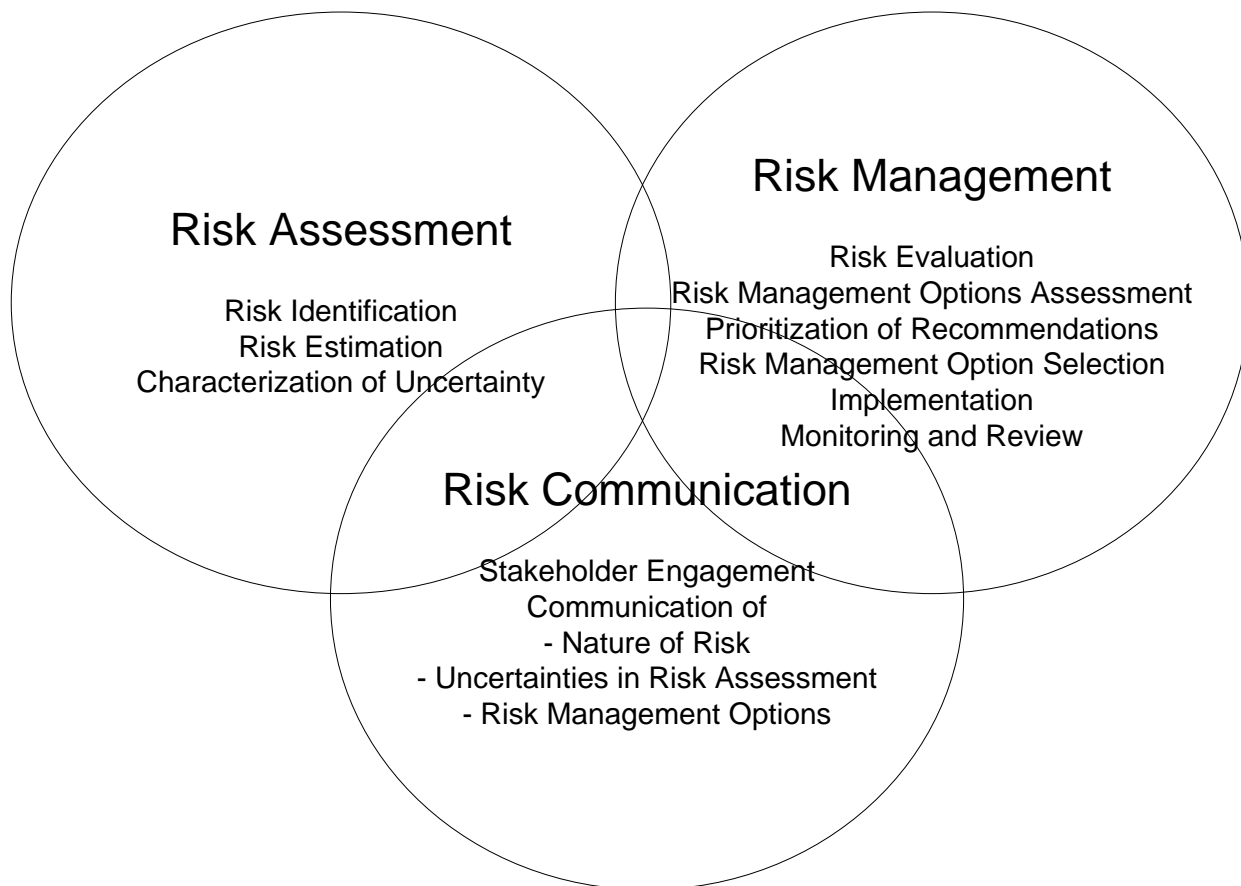 Risk Assessment
Risk Identification
Risk Estimation
Characterization of Uncertainty
Risk Management
Risk Evaluation
Risk Management Options Assessment
Prioritization of Recommendations
Risk Management Option Selection
Implementation
Monitoring and Review
Risk Communication
Stakeholder Engagement
Communication of
- Nature of Risk
- Uncertainties in Risk Assessment
- Risk Management Options